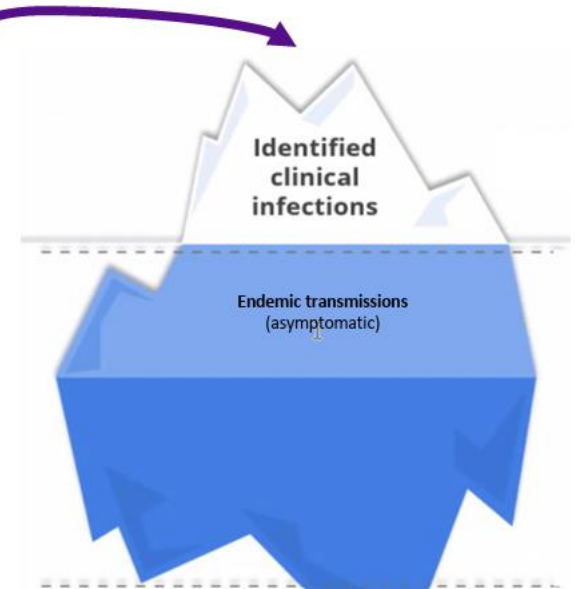 Identified
clinical
infections
Endemic transmissions
(asymptomatic)